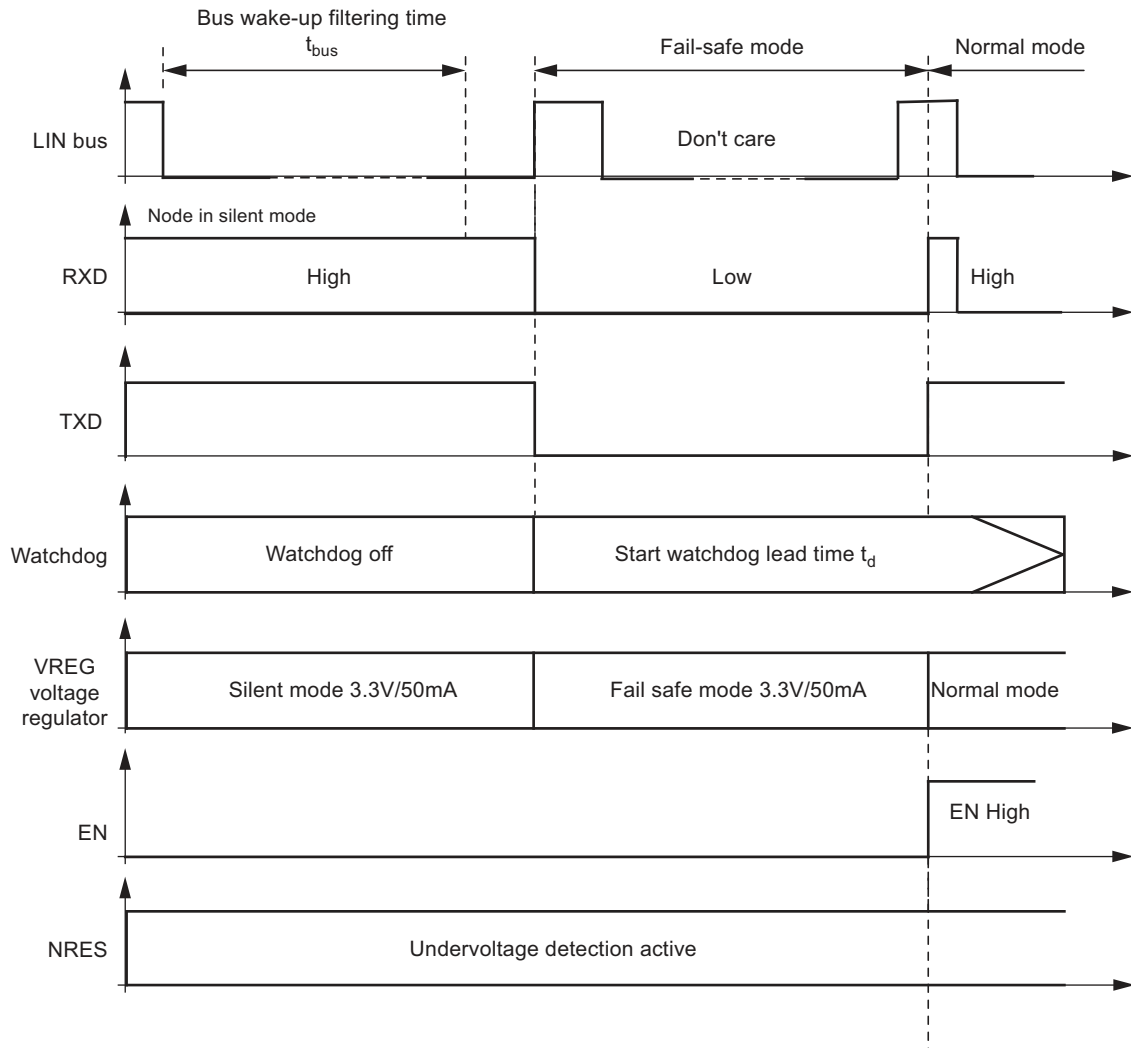 Bus wake-up filtering time
tbus
Fail-safe mode
Normal mode
LIN bus
Don't care
Node in silent mode
RXD
High
Low
High
TXD
Watchdog
Watchdog off
Start watchdog lead time td
VREG
voltage
regulator
Silent mode 3.3V/50mA
Fail safe mode 3.3V/50mA
Normal mode
EN
EN High
NRES
Undervoltage detection active